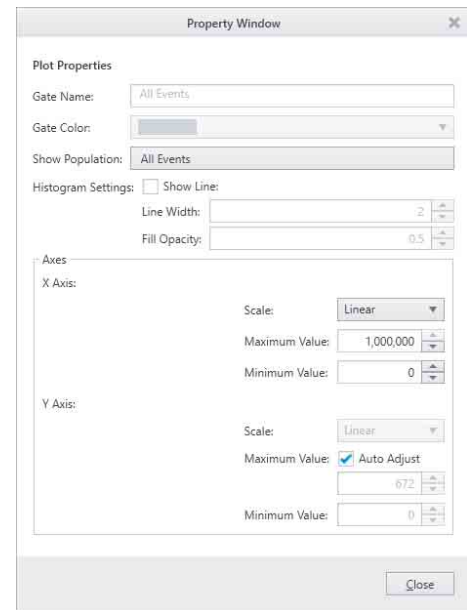 Property Window
Plot Properties
Gate Name: All Events
Gate Color:
Show Population: All Events
Histogram Settings: Show Line:
Line Width: 2
Fill Opacity: 0.5
Axes
X Axis:
Scale: Linear
Maximum Value: 1,000,000
Minimum Value: 0
Y Axis:
Scale: Linear
Maximum Value: Auto Adjust
672
Minimum Value: 0
Close